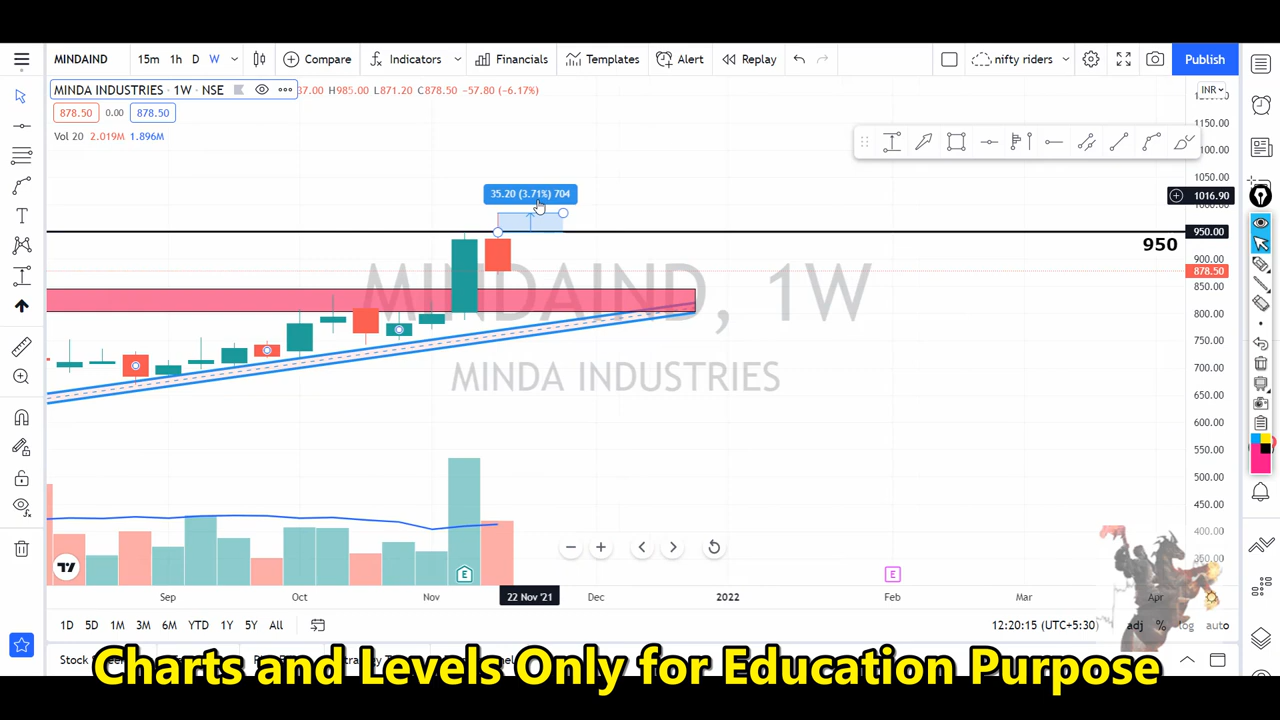 MINDAIND 15m 1h D W Compare Indicators Financials Templates Alert Replay nifty riders Publish
MINDA INDUSTRIES · 1W · NSE 37.00 H985.00 L871.20 C878.50 −57.80 (−6.17%)
INR
878.50 0.00 878.50
Vol 20 2.019M 1.896M
1150.00
1100.00
1050.00
35.20 (3.71%) 704
1016.90
950.00
950
900.00
878.50
850.00
MINDAIND, 1W
800.00
750.00
MINDA INDUSTRIES
700.00
650.00
600.00
550.00
500.00
450.00
400.00
350.00
E E
Sep Oct Nov 22 Nov '21 Dec 2022 Feb Mar Apr
1D 5D 1M 3M 6M YTD 1Y 5Y All 12:20:15 (UTC+5:30) adj % log auto
Charts and Levels Only for Education Purpose